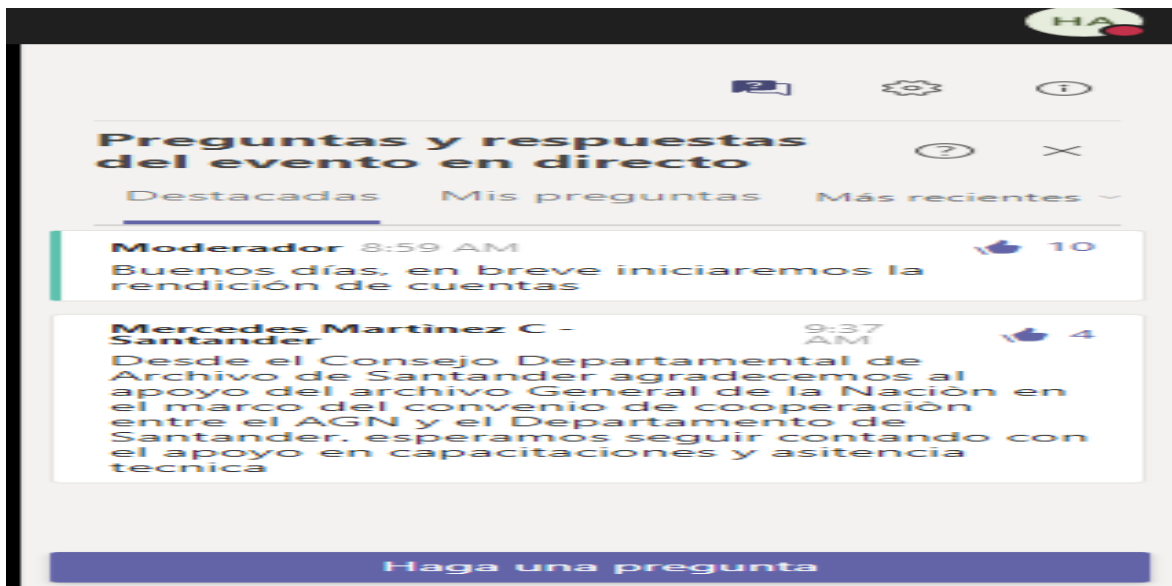 HA
Preguntas y respuestas
del evento en directo
Destacadas Mis preguntas Más recientes
Moderador 8:59 AM 10
Buenos días, en breve iniciaremos la
rendición de cuentas
Mercedes Martìnez C -
Santander
9:37
AM
4
Desde el Consejo Departamental de
Archivo de Santander agradecemos al
apoyo del archivo General de la Naciòn en
el marco del convenio de cooperaciòn
entre el AGN y el Departamento de
Santander. esperamos seguir contando con
el apoyo en capacitaciones y asitencia
tecnica
Haga una pregunta